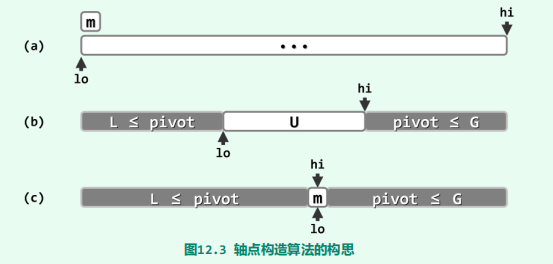 m
hi
(a)
...
lo
hi
(b)
L ≤ pivot
U
pivot ≤ G
lo
hi
(c)
L ≤ pivot
m
pivot ≤ G
lo
图12.3 轴点构造算法的构思